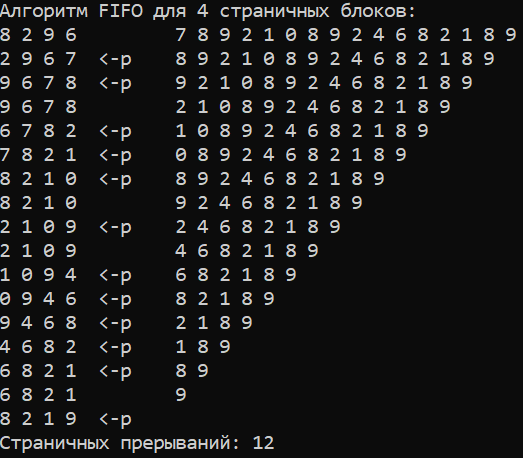 Алгоритм FIFO для 4 страничных блоков:
8 2 9 6         7 8 9 2 1 0 8 9 2 4 6 8 2 1 8 9
2 9 6 7  <-p    8 9 2 1 0 8 9 2 4 6 8 2 1 8 9
9 6 7 8  <-p    9 2 1 0 8 9 2 4 6 8 2 1 8 9
9 6 7 8         2 1 0 8 9 2 4 6 8 2 1 8 9
6 7 8 2  <-p    1 0 8 9 2 4 6 8 2 1 8 9
7 8 2 1  <-p    0 8 9 2 4 6 8 2 1 8 9
8 2 1 0  <-p    8 9 2 4 6 8 2 1 8 9
8 2 1 0         9 2 4 6 8 2 1 8 9
2 1 0 9  <-p    2 4 6 8 2 1 8 9
2 1 0 9         4 6 8 2 1 8 9
1 0 9 4  <-p    6 8 2 1 8 9
0 9 4 6  <-p    8 2 1 8 9
9 4 6 8  <-p    2 1 8 9
4 6 8 2  <-p    1 8 9
6 8 2 1  <-p    8 9
6 8 2 1         9
8 2 1 9  <-p
Страничных прерываний: 12